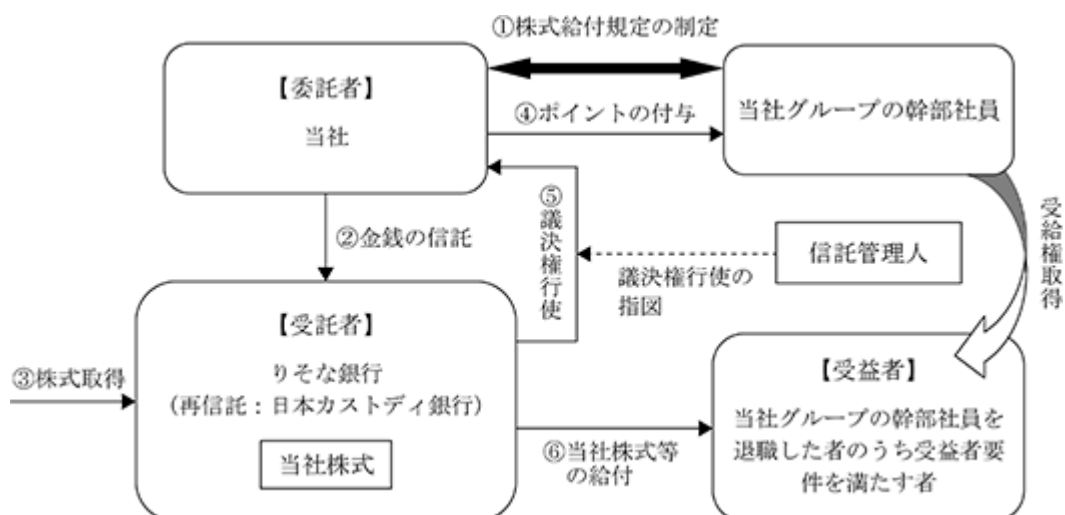 ①株式給付規定の制定
【委託者】
当社
④ポイントの付与
当社グループの幹部社員
②金銭の信託
⑤議決権行使
議決権行使の
指図
信託管理人
受給権取得
③株式取得
【受託者】
りそな銀行
(再信託:日本カストディ銀行)
当社株式
⑥当社株式等
の給付
【受益者】
当社グループの幹部社員を
退職した者のうち受益者要
件を満たす者